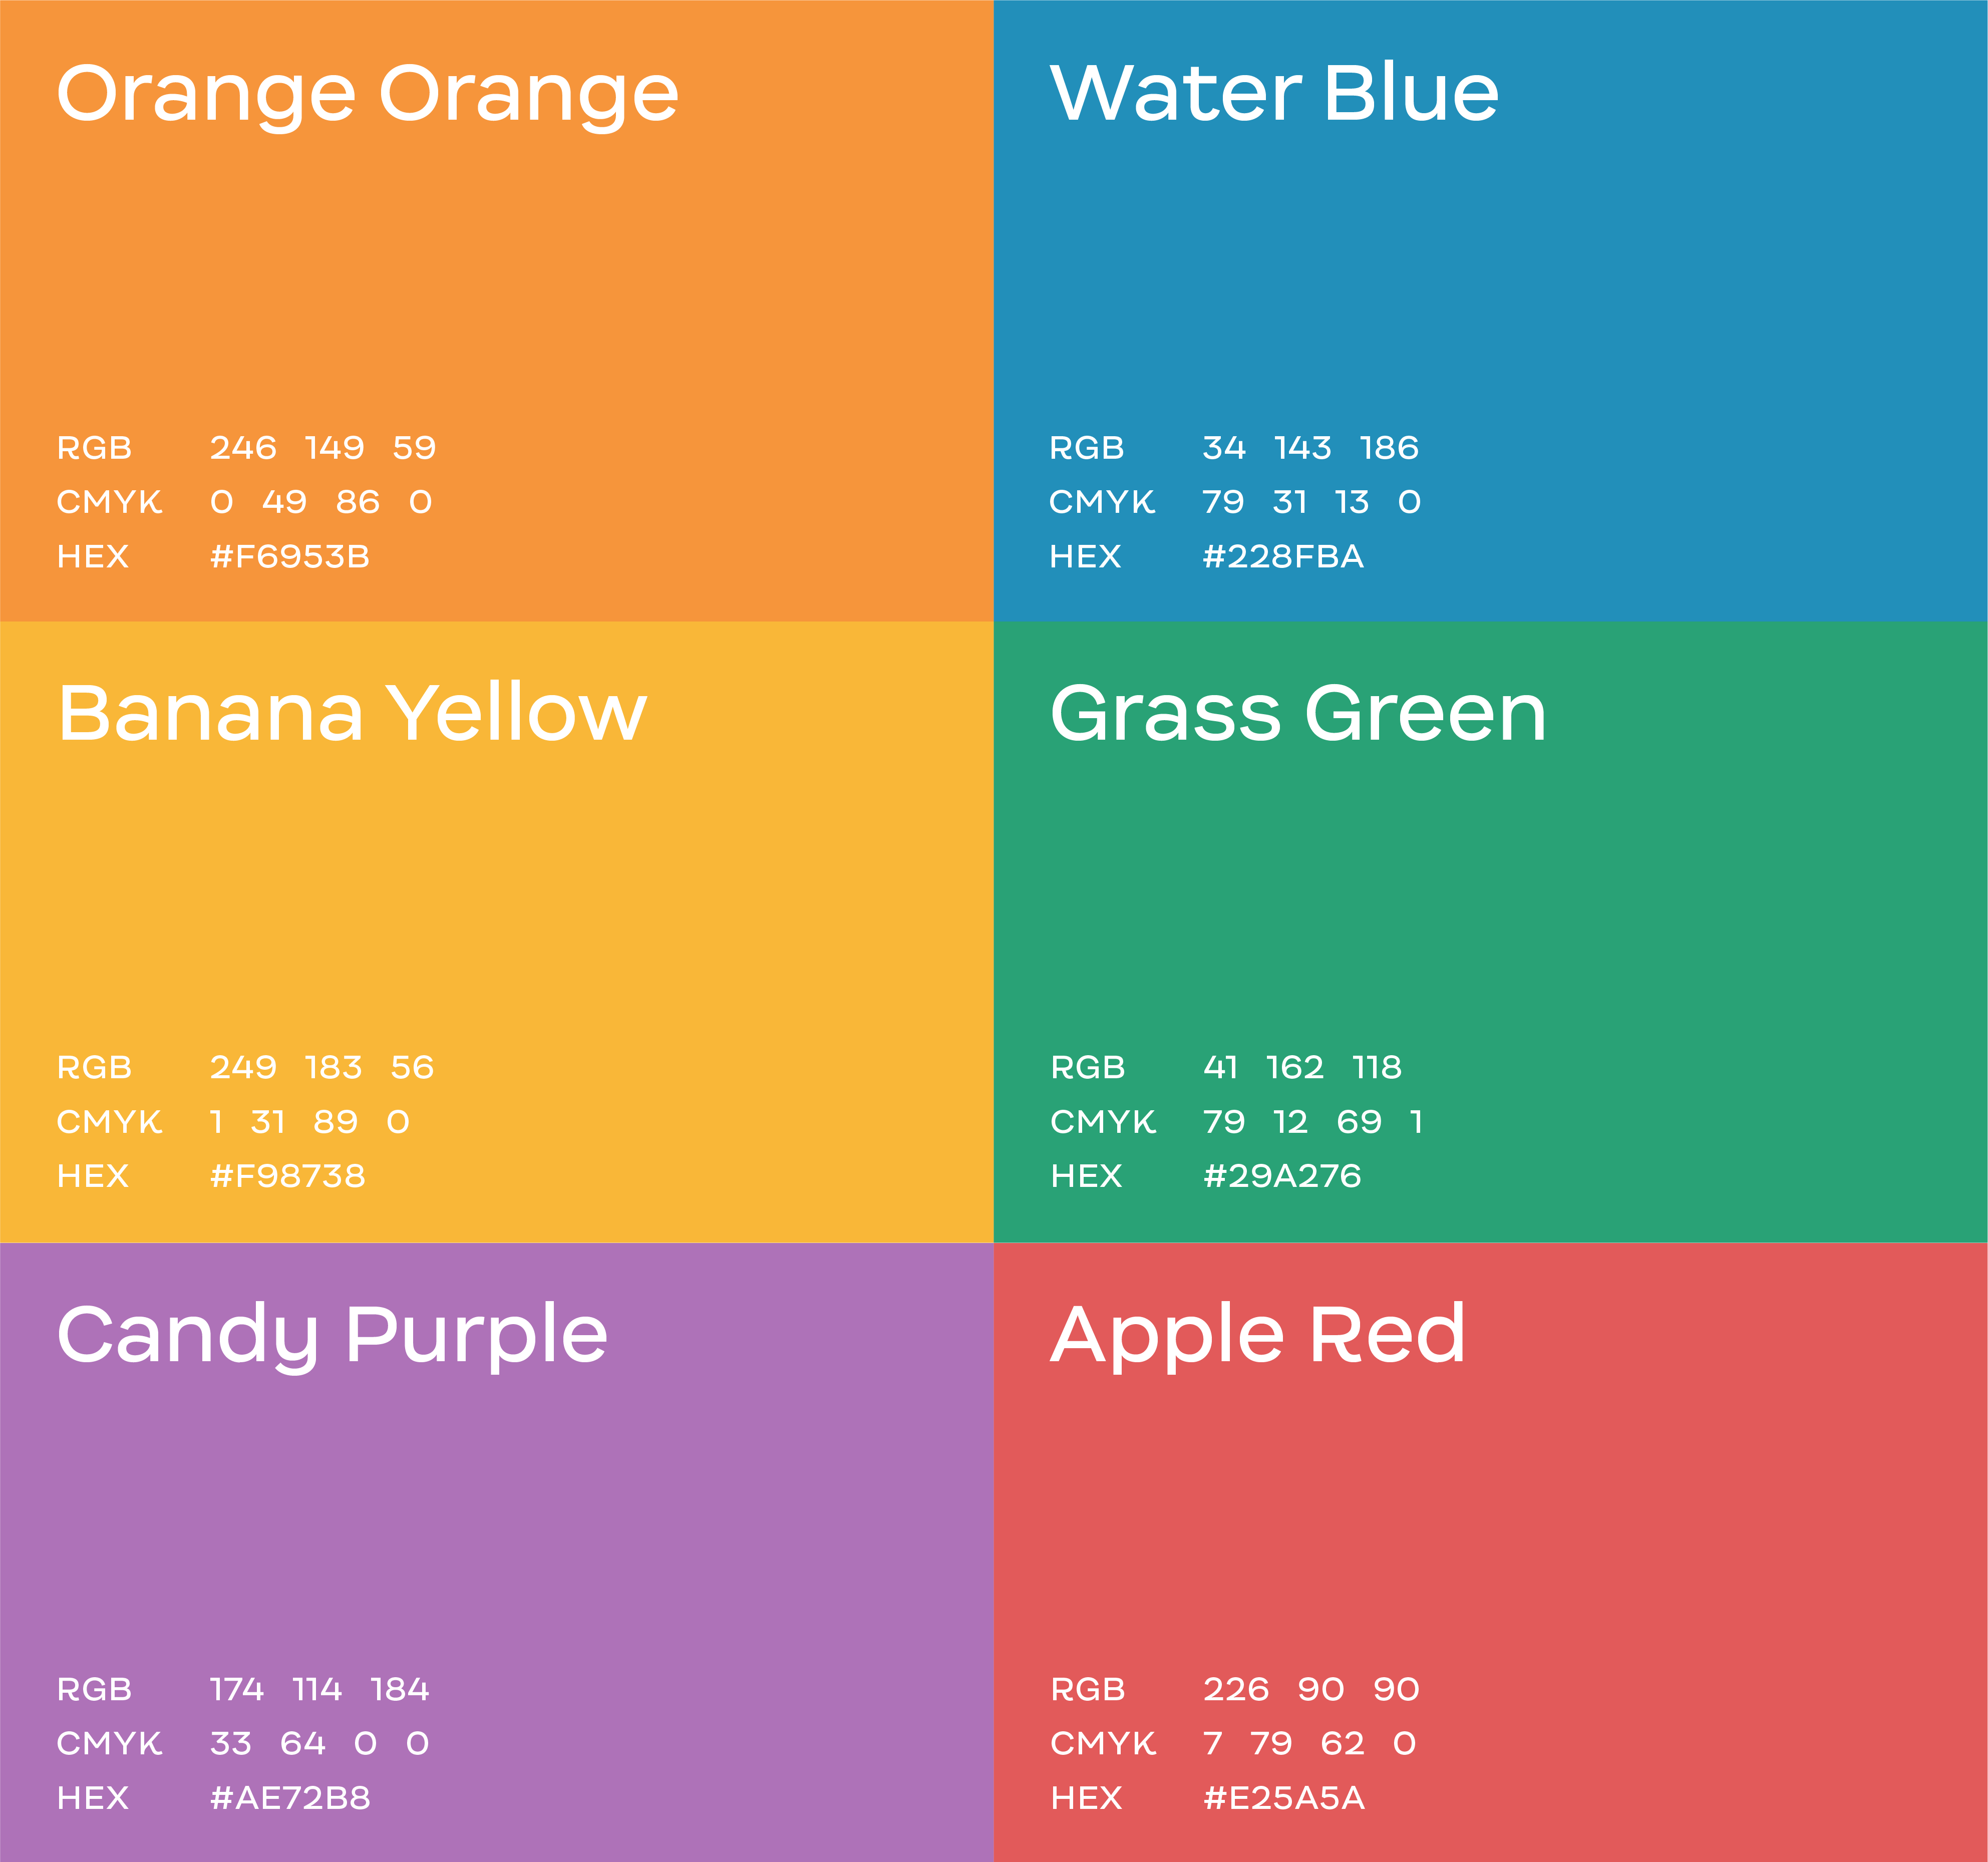 Orange Orange
RGB 246 149 59
CMYK 0 49 86 0
HEX #F6953B
Water Blue
RGB 34 143 186
CMYK 79 31 13 0
HEX #228FBA
Banana Yellow
RGB 249 183 56
CMYK 1 31 89 0
HEX #F98738
Grass Green
RGB 41 162 118
CMYK 79 12 69 1
HEX #29A276
Candy Purple
RGB 174 114 184
CMYK 33 64 0 0
HEX #AE72B8
Apple Red
RGB 226 90 90
CMYK 7 79 62 0
HEX #E25A5A